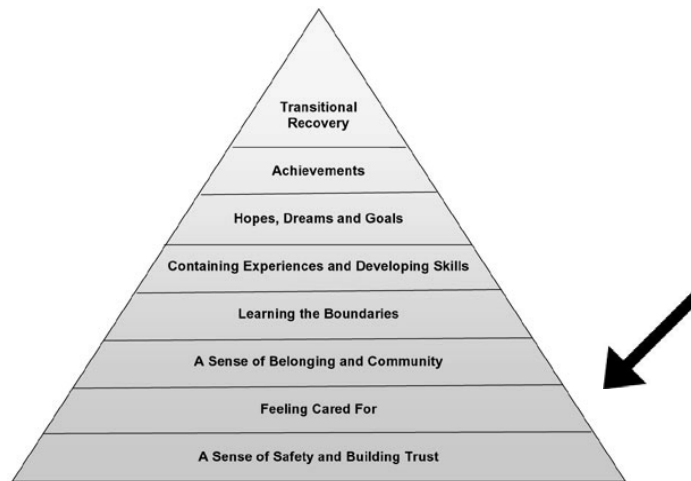 Transitional
Recovery
Achievements
Hopes, Dreams and Goals
Containing Experiences and Developing Skills
Learning the Boundaries
A Sense of Belonging and Community
Feeling Cared For
A Sense of Safety and Building Trust